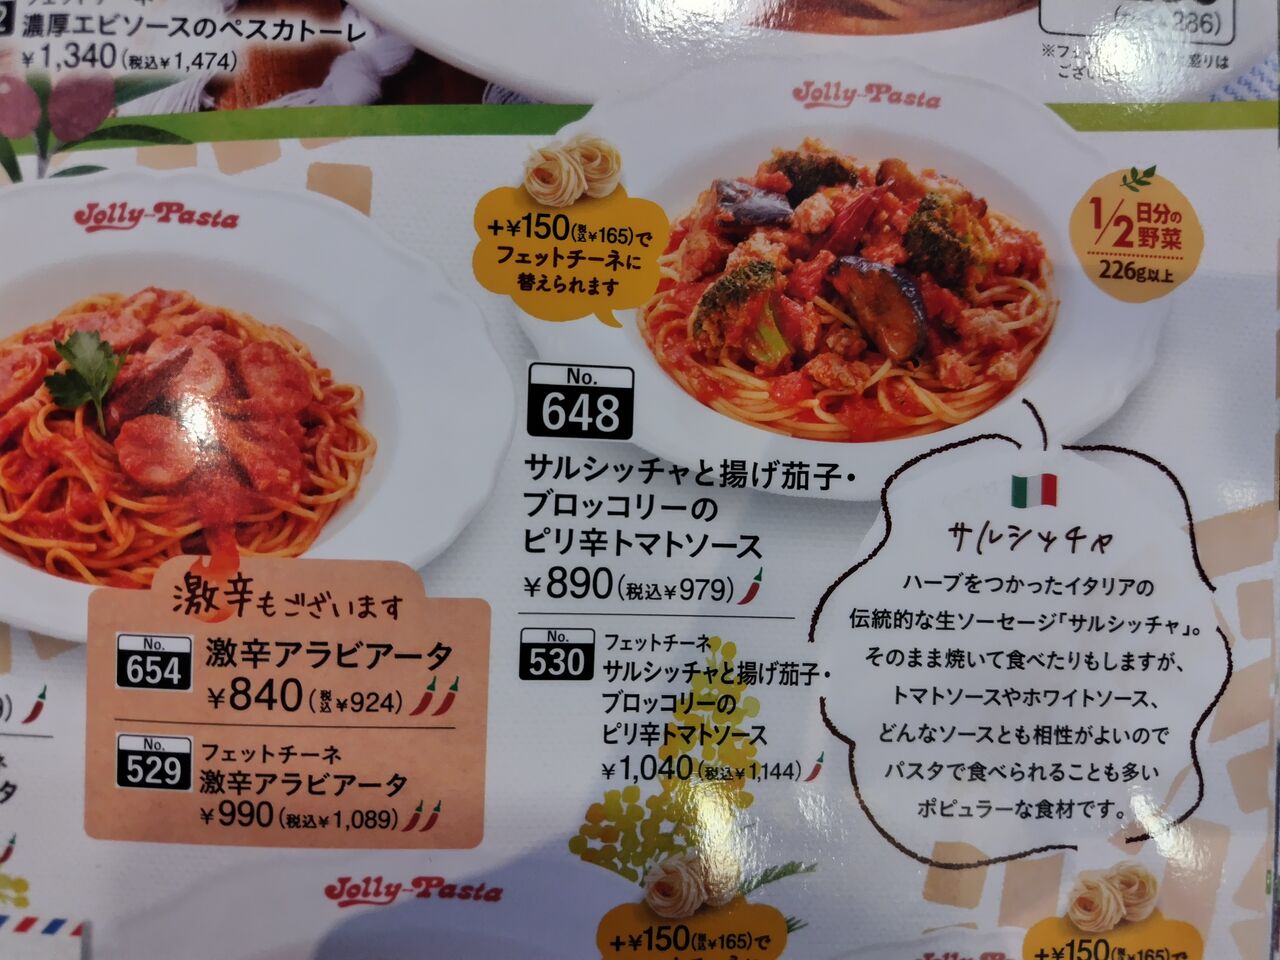 濃厚エビソースのペスカトーレ
¥1,340(税込¥1,474)
Jolly-Pasta
+¥150(税込¥165)で
フェットチーネに
替えられます
1/2日分の
野菜
226g以上
Jolly-Pasta
No.
648
サルシッチャと揚げ茄子・
ブロッコリーの
ピリ辛トマトソース
¥890(税込¥979)
No.
530
フェットチーネ
サルシッチャと揚げ茄子・
ブロッコリーの
ピリ辛トマトソース
¥1,040(税込¥1,144)
サルシッチャ
ハーブをつかったイタリアの
伝統的な生ソーセージ「サルシッチャ」。
そのまま焼いて食べたりもしますが、
トマトソースやホワイトソース、
どんなソースとも相性がよいので
パスタで食べられることも多い
ポピュラーな食材です。
激辛もございます
No.
654
激辛アラビアータ
¥840(税込¥924)
No.
529
フェットチーネ
激辛アラビアータ
¥990(税込¥1,089)
Jolly-Pasta
+¥150(税込¥165)で
+¥150(税込¥165)で